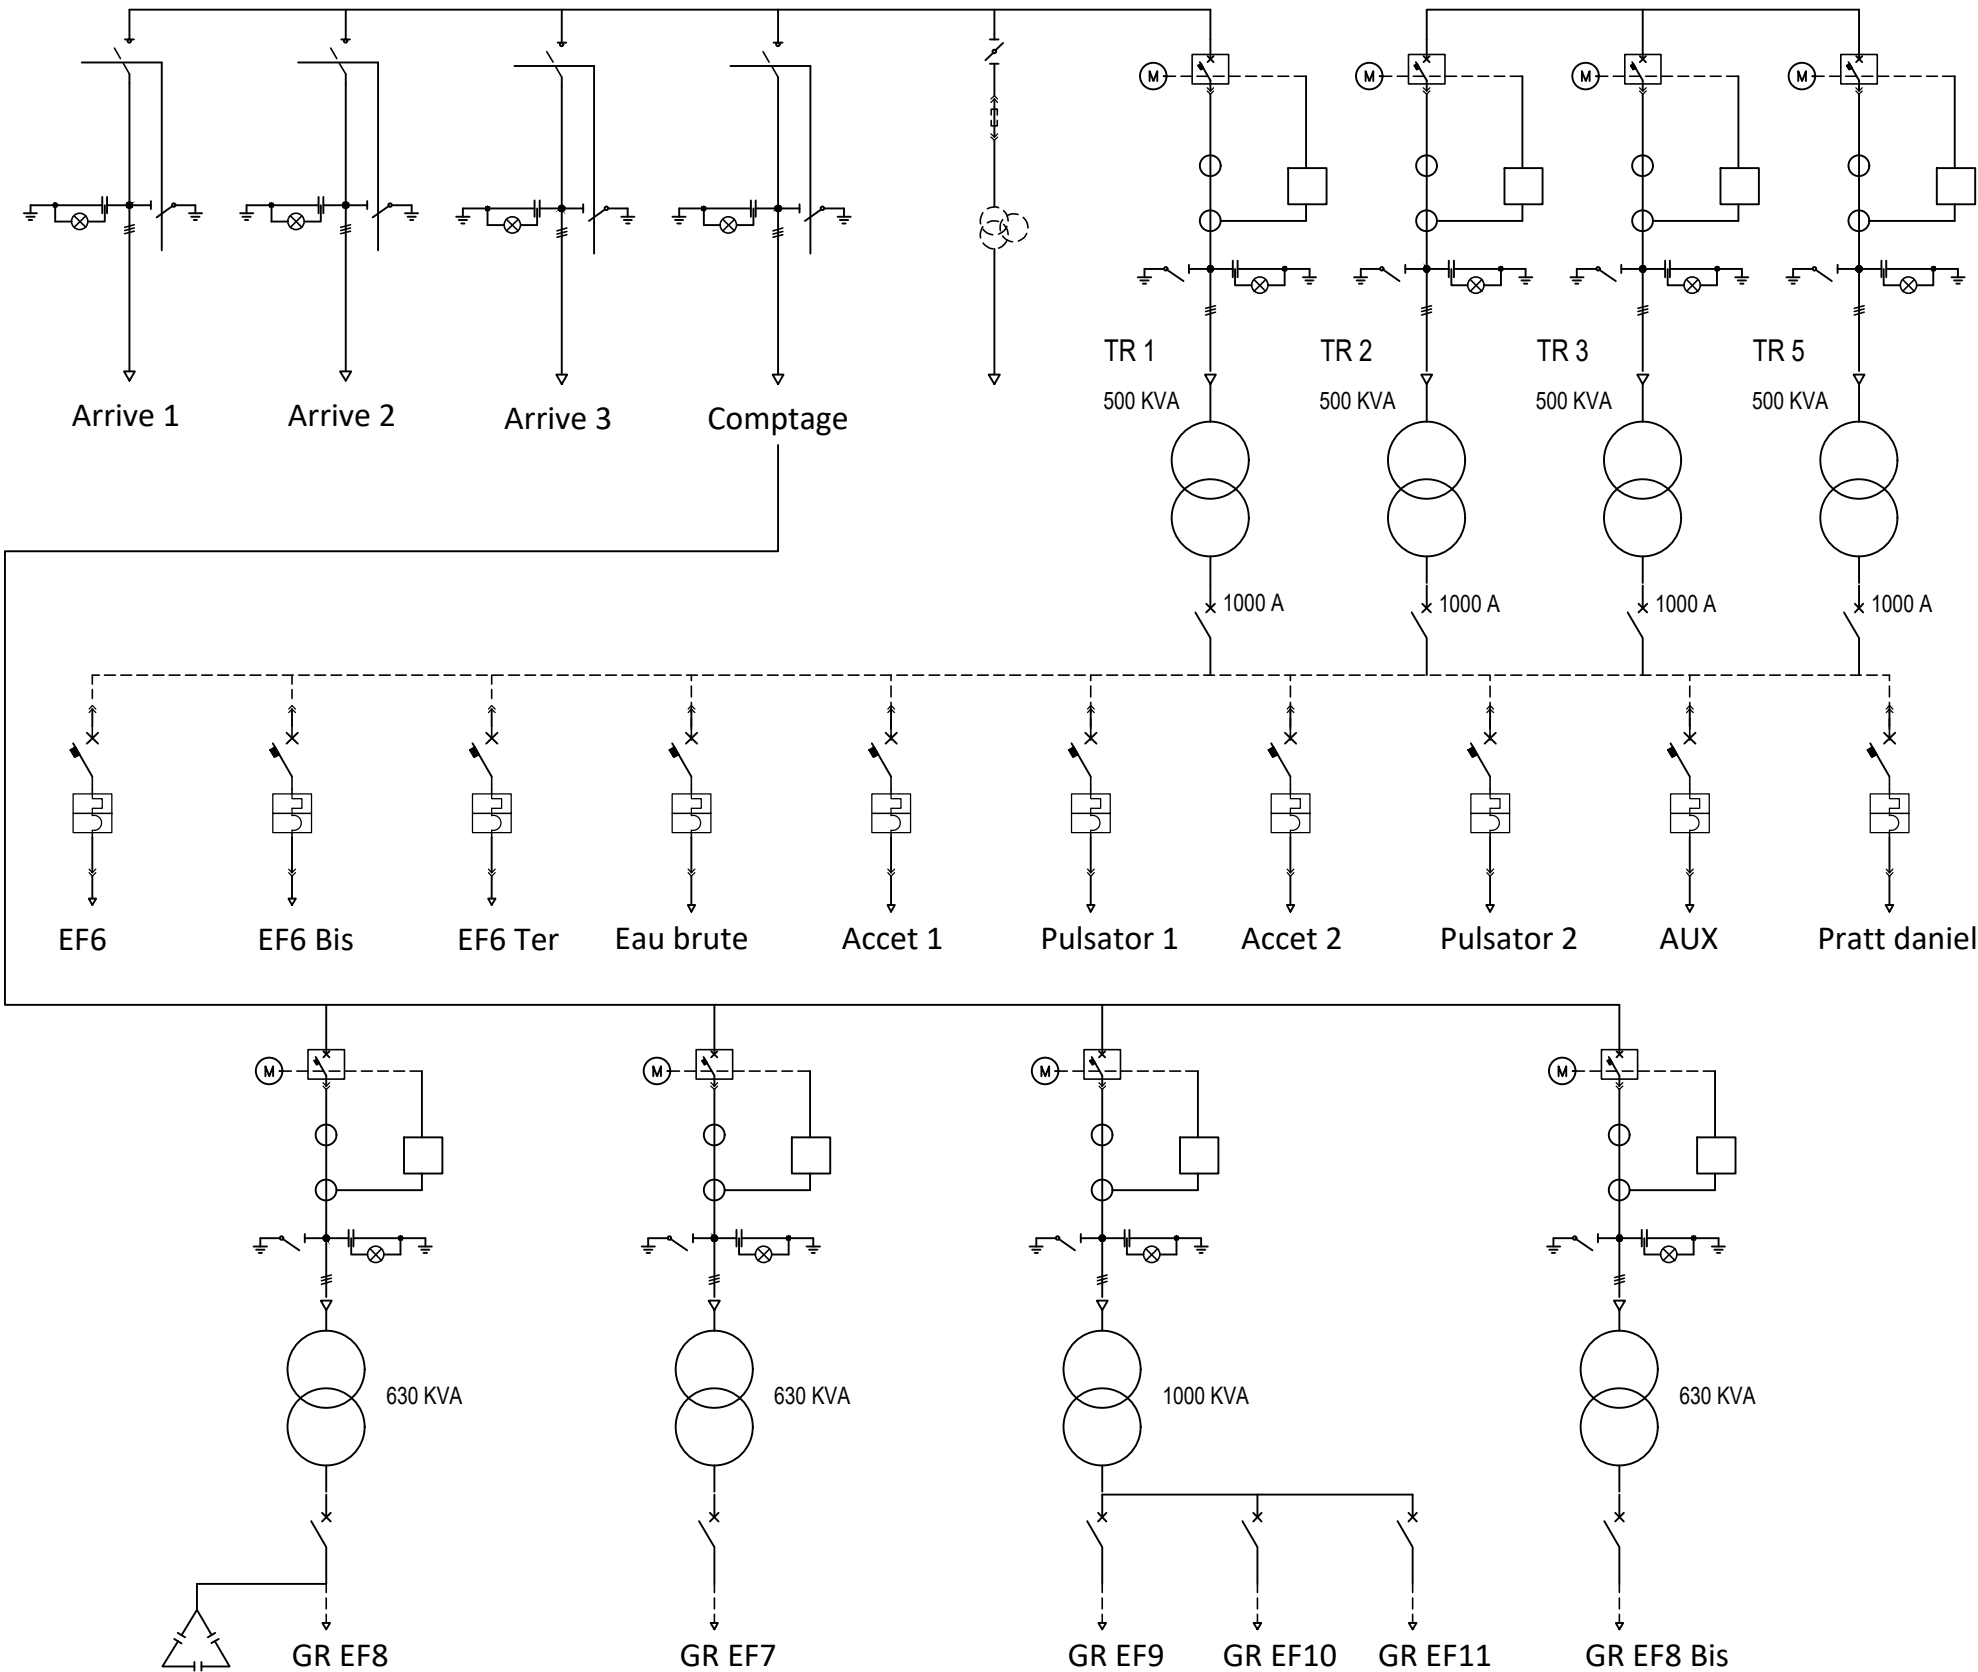 M M M M
TR 1 TR 2 TR 3 TR 5
500 KVA 500 KVA 500 KVA 500 KVA
Arrive 1 Arrive 2 Arrive 3 Comptage
1000 A 1000 A 1000 A 1000 A
EF6 EF6 Bis EF6 Ter Eau brute Accet 1 Pulsator 1 Accet 2 Pulsator 2 AUX Pratt daniel
M M M M
630 KVA 630 KVA 1000 KVA 630 KVA
GR EF8 GR EF7 GR EF9 GR EF10 GR EF11 GR EF8 Bis